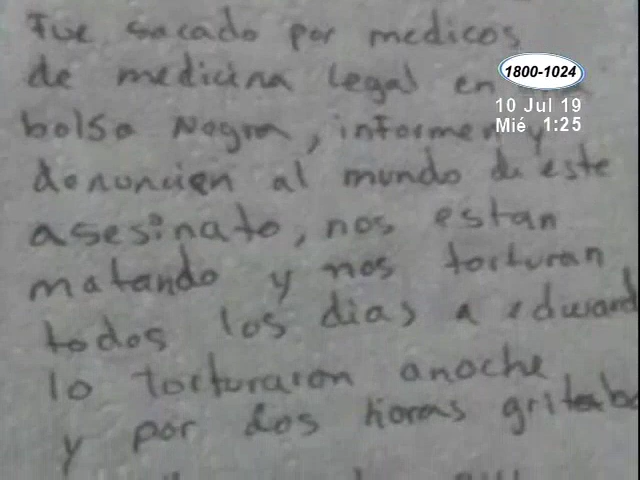 Fue sacado por medicos
de medicina legal en
bolsa Negra, informen y
denuncien al mundo de este
asesinato, nos estan
matando y nos torturan
todos los dias a eduard
lo torturaron anoche
y por dos horas gritaba
1800-1024
10 Jul 19
Mié 1:25